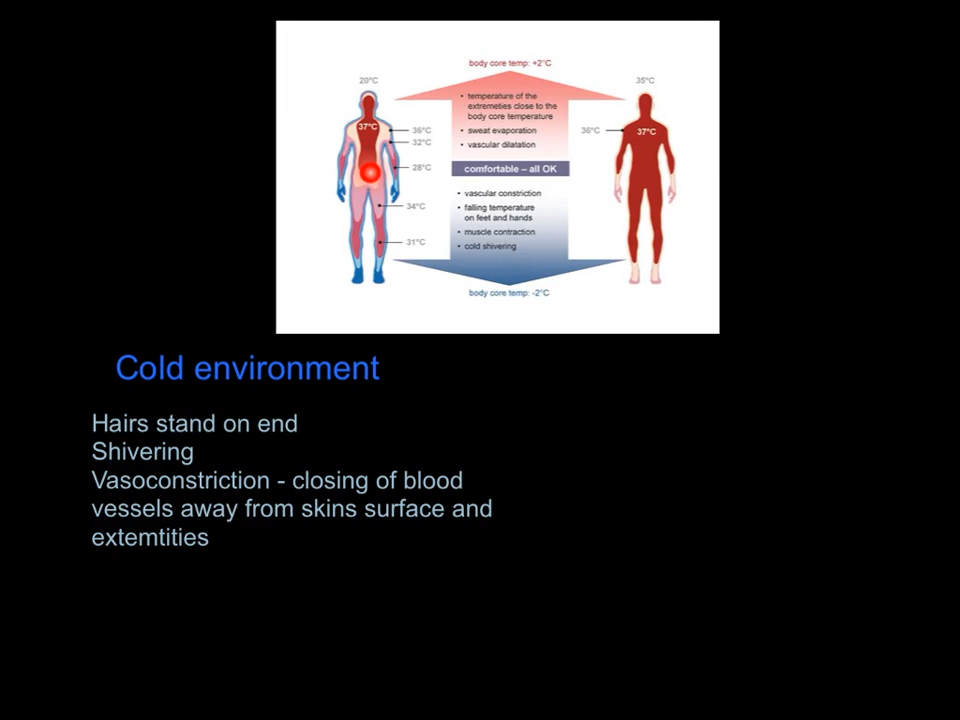 body core temp: +2°C
20°C
35°C
• temperature of the
extremeties close to the
body core temperature
• sweat evaporation
• vascular dilatation
37°C
36°C
32°C
28°C
34°C
31°C
36°C
37°C
comfortable – all OK
• vascular constriction
• falling temperature
on feet and hands
• muscle contraction
• cold shivering
body core temp: -2°C
Cold environment
Hairs stand on end
Shivering
Vasoconstriction - closing of blood
vessels away from skins surface and
extemtities